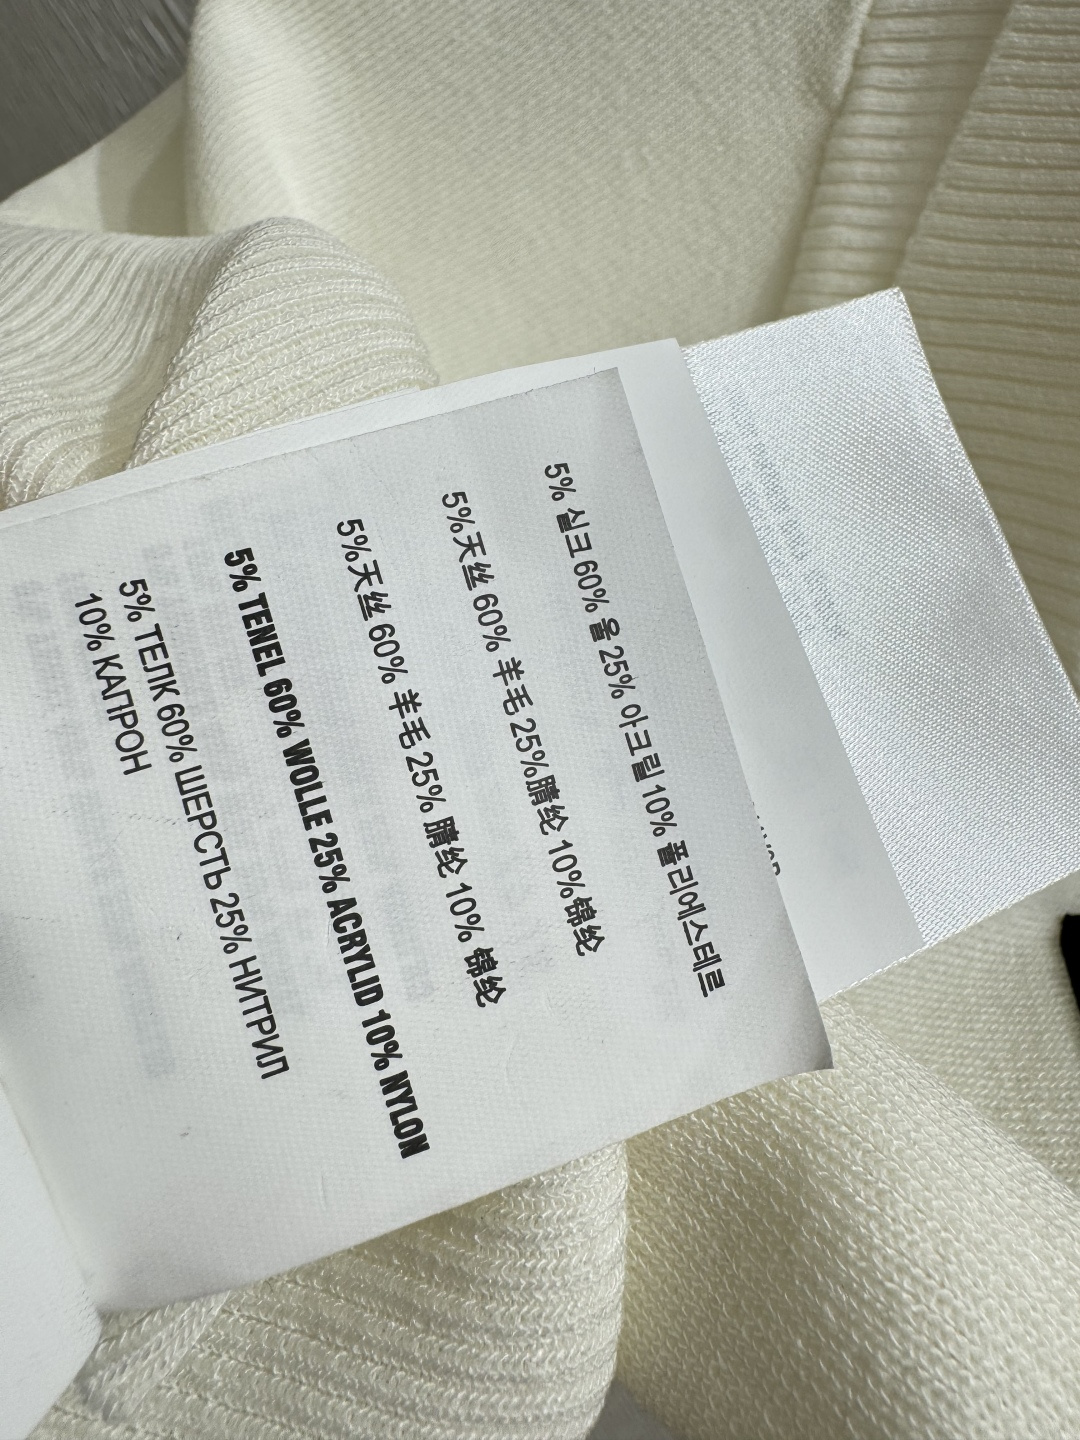 5% 실크 60% 울 25% 아크릴 10% 폴리에스테르
5%天丝 60% 羊毛 25%腈纶 10%锦纶
5%天丝 60% 羊毛 25% 腈纶 10% 锦纶
5% TENEL 60% WOLLE 25% ACRYLID 10% NYLON
5% ТЕЛК 60% ШЕРСТЬ 25% НИТРИЛ
10% КАПРОН